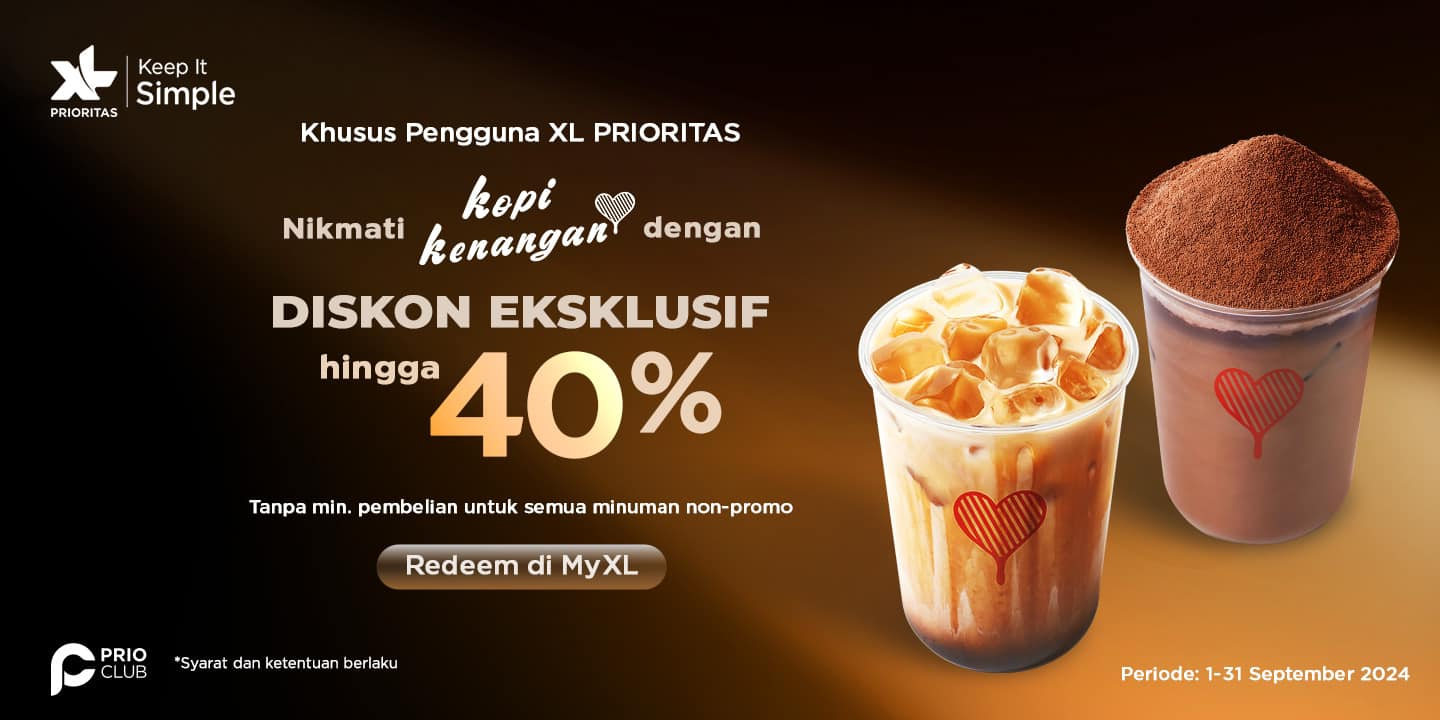 XL PRIORITAS
Keep It
Simple
Khusus Pengguna XL PRIORITAS
Nikmati kopi kenangan dengan
DISKON EKSKLUSIF
hingga 40%
Tanpa min. pembelian untuk semua minuman non-promo
Redeem di MyXL
PRIO
CLUB
*Syarat dan ketentuan berlaku
Periode: 1-31 September 2024